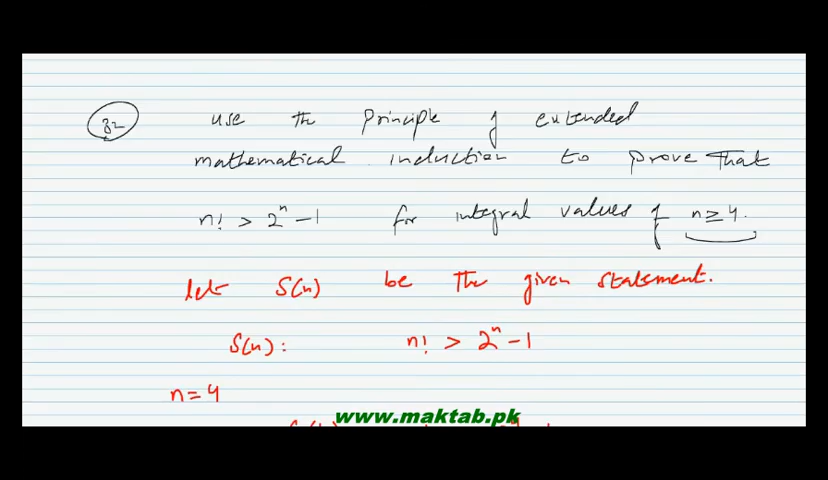 32
use the principle of extended
mathematical induction to prove that
n! > 2ⁿ - 1 for integral values of n ≥ 4.
let S(n) be the given statement.
S(n): n! > 2ⁿ - 1
n = 4
www.maktab.pk